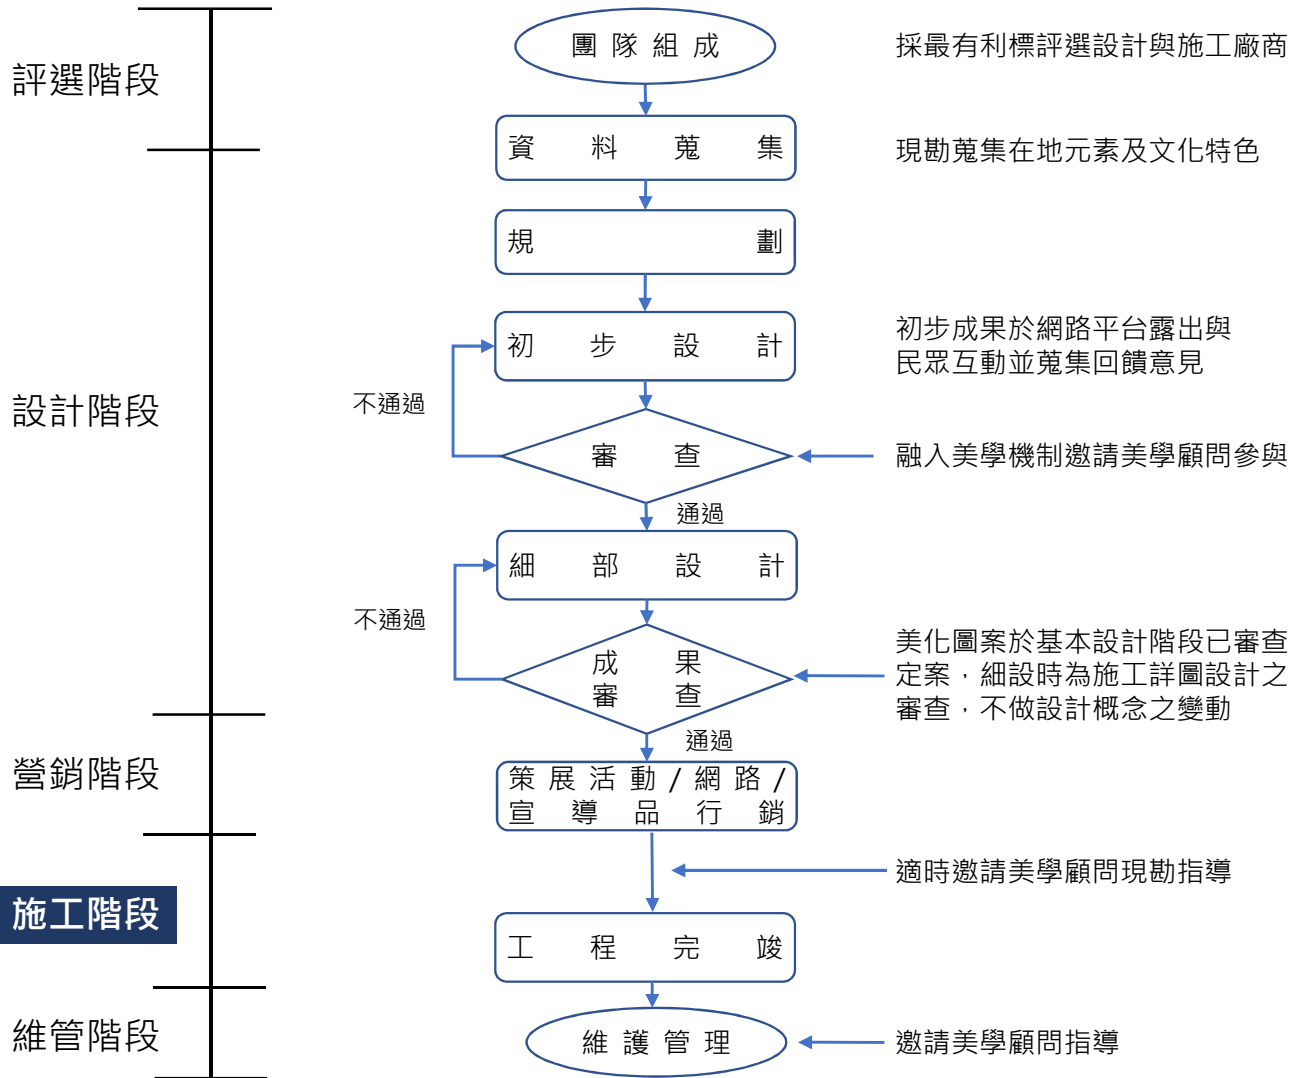 團隊組成
採最有利標評選設計與施工廠商
評選階段
資料蒐集
現勘蒐集在地元素及文化特色
規劃
初步設計
初步成果於網路平台露出與
民眾互動並蒐集回饋意見
設計階段
不通過
審查
融入美學機制邀請美學顧問參與
通過
細部設計
不通過
成果
審查
美化圖案於基本設計階段已審查
定案，細設時為施工詳圖設計之
審查，不做設計概念之變動
通過
營銷階段
策展活動/網路/
宣導品行銷
適時邀請美學顧問現勘指導
施工階段
工程完竣
維管階段
維護管理
邀請美學顧問指導